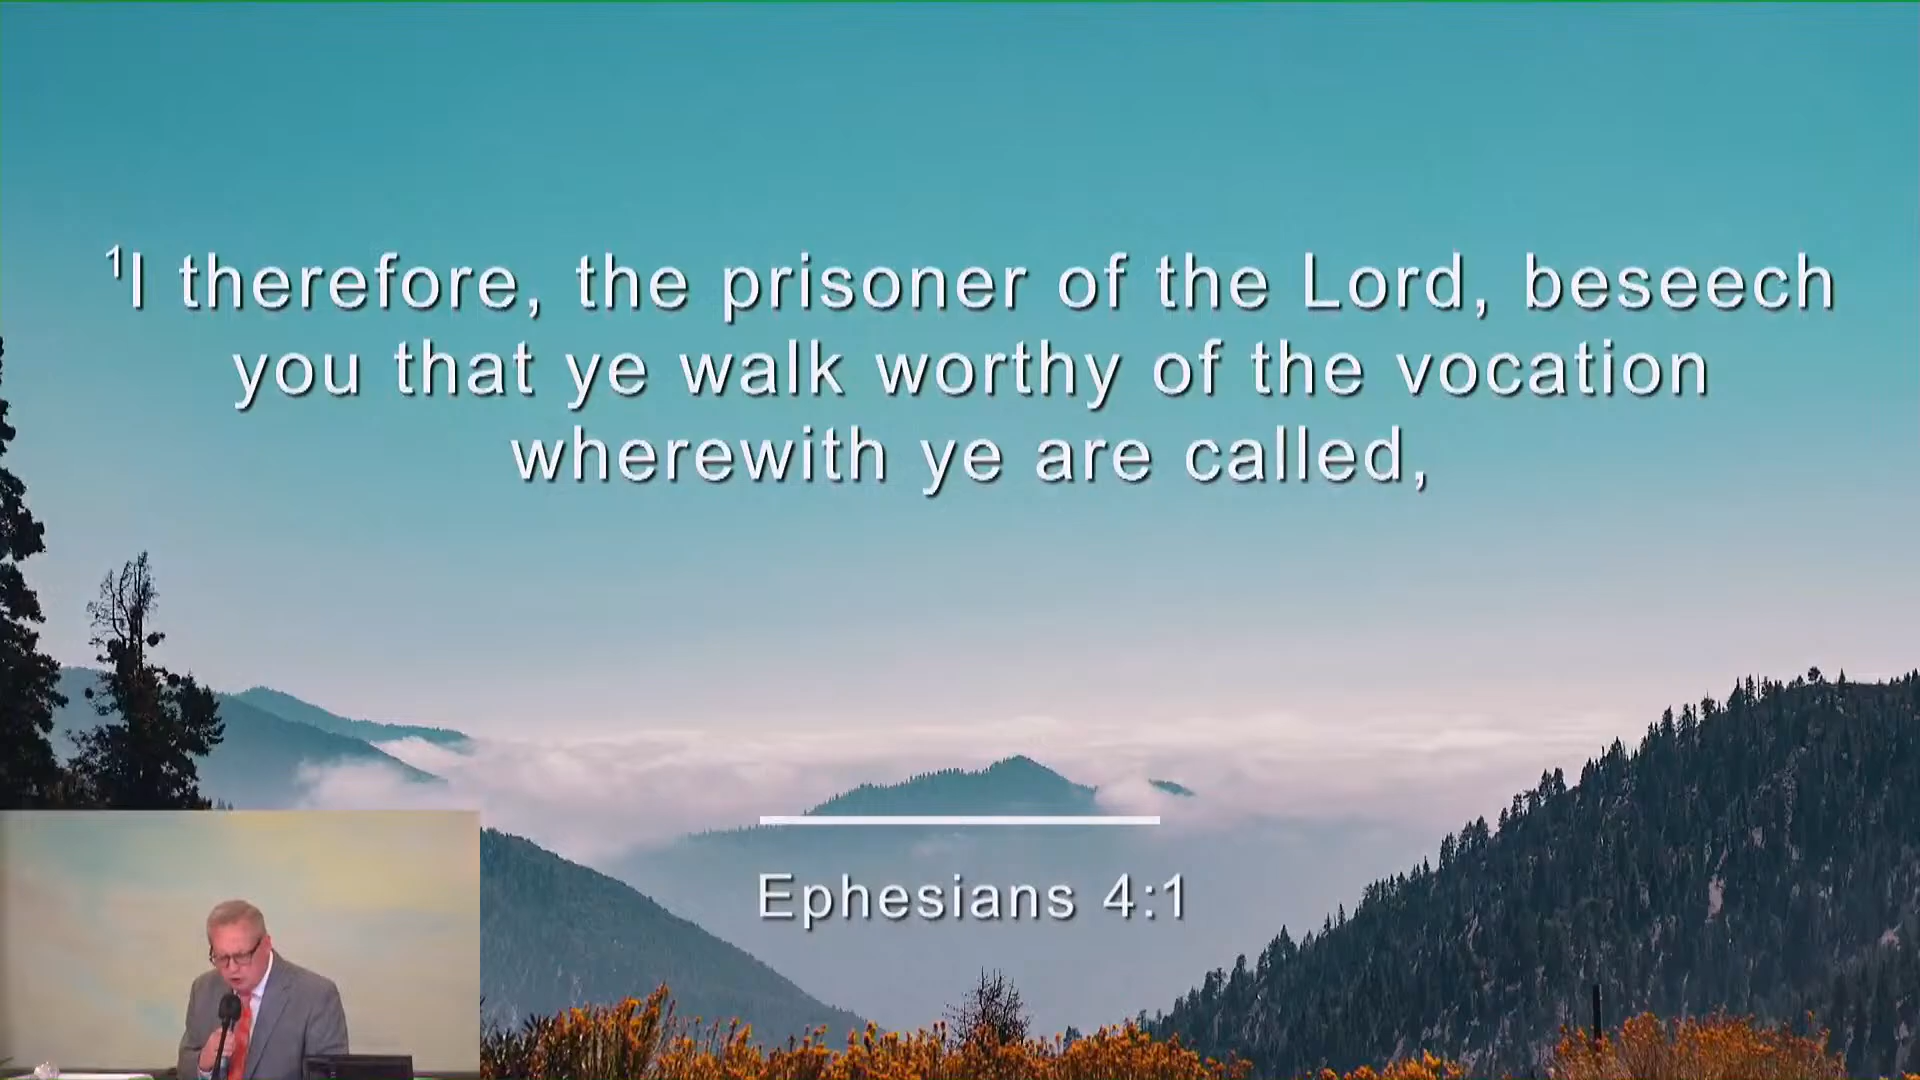 ¹I therefore, the prisoner of the Lord, beseech
you that ye walk worthy of the vocation
wherewith ye are called,
Ephesians 4:1